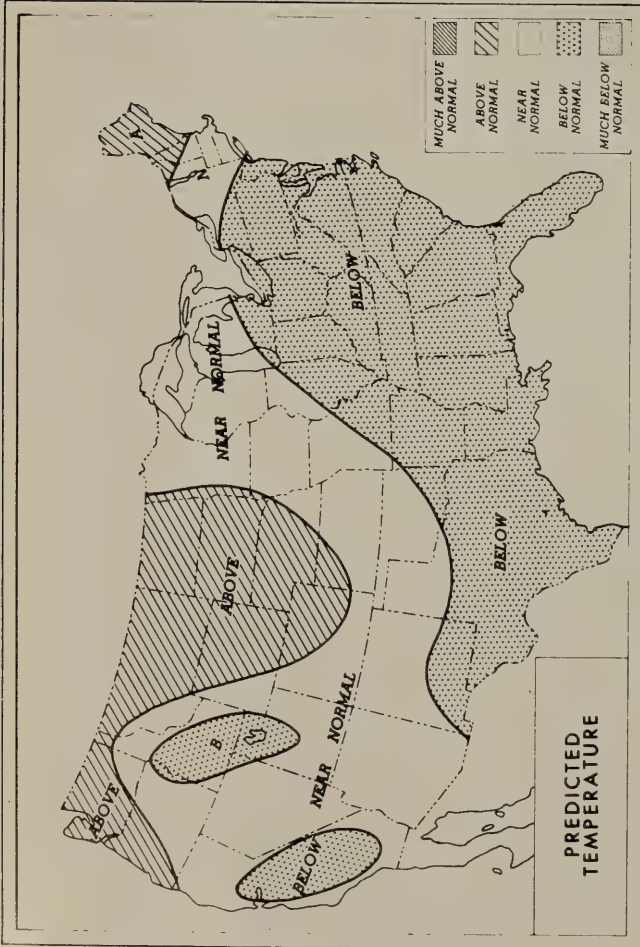 PREDICTED
TEMPERATURE
ABOVE
ABOVE
NEAR NORMAL
NEAR NORMAL
BELOW
B
BELOW
BELOW
A
N
MUCH ABOVE
NORMAL
ABOVE
NORMAL
NEAR
NORMAL
BELOW
NORMAL
MUCH BELOW
NORMAL